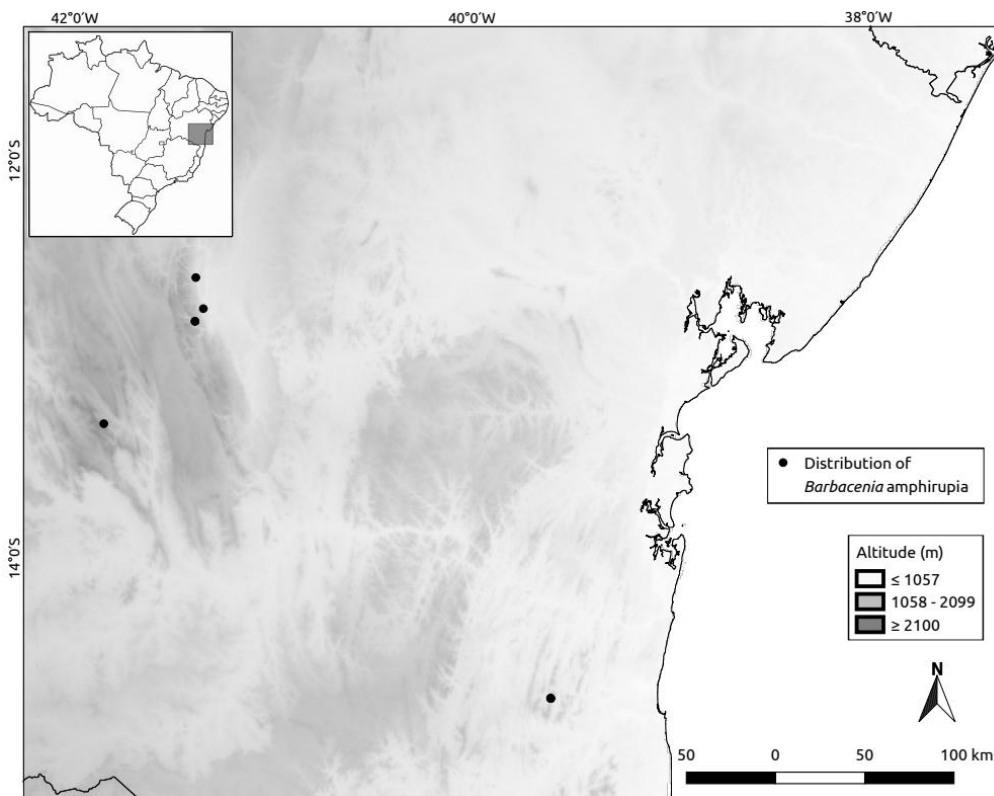 42°0′W 40°0′W 38°0′W
12°0′S
Distribution of
Barbacenia amphirupia
14°0′S
Altitude (m)
≤ 1057
1058 - 2099
≥ 2100
N
50 0 50 100 km